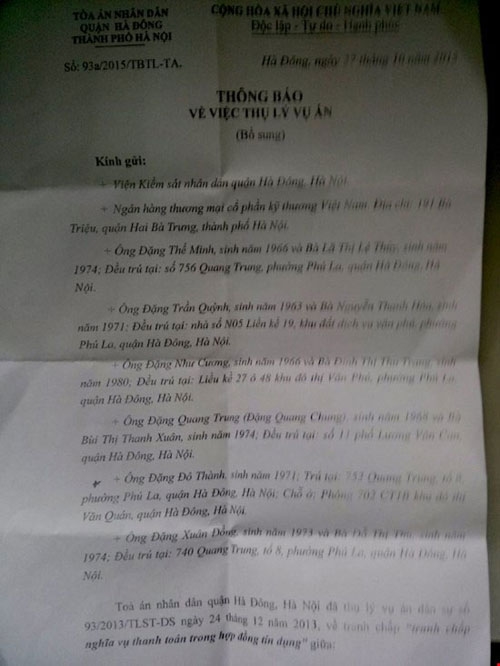 TÒA ÁN NHÂN DÂN
QUẬN HÀ ĐÔNG
THÀNH PHỐ HÀ NỘI
Số: 93a/2015/TBTL-TA.
CỘNG HÒA XÃ HỘI CHỦ NGHĨA VIỆT NAM
Độc lập - Tự do - Hạnh phúc
Hà Đông, ngày 27 tháng 10 năm 2015
THÔNG BÁO
VỀ VIỆC THỤ LÝ VỤ ÁN
(Bổ sung)
Kính gửi:
+ Viện Kiểm sát nhân dân quận Hà Đông, Hà Nội.
+ Ngân hàng thương mại cổ phần kỹ thương Việt Nam. Địa chỉ: 191 Bà
Triệu, quận Hai Bà Trưng, thành phố Hà Nội.
+ Ông Đặng Thế Minh, sinh năm 1966 và Bà Lã Thị Lệ Thủy, sinh năm
1974; Đều trú tại: số 756 Quang Trung, phường Phú La, quận Hà Đông, Hà
Nội.
+ Ông Đặng Trần Quỳnh, sinh năm 1963 và Bà Nguyễn Thanh Hòa, sinh
năm 1971; Đều trú tại: nhà số N05 Liền kề 19, khu đất dịch vụ văn phú, phường
Phú La, quận Hà Đông, Hà Nội.
+ Ông Đặng Như Cương, sinh năm 1966 và Bà Đinh Thị Thu Trang, sinh
năm 1980; Đều trú tại: Liều kề 27 ô 48 khu đô thị Văn Phú, phường Phú La,
quận Hà Đông, Hà Nội.
+ Ông Đặng Quang Trung (Đặng Quang Chung), sinh năm 1968 và Bà
Bùi Thị Thanh Xuân, sinh năm 1974; Đều trú tại: số 11 phố Lương Văn Can,
quận Hà Đông, Hà Nội.
+ Ông Đặng Đô Thành, sinh năm 1971; Trú tại: 753 Quang Trung, tổ 8,
phường Phú La, quận Hà Đông, Hà Nội; Chỗ ở: Phòng 702 CT1B khu đô thị
Văn Quán, quận Hà Đông, Hà Nội.
+ Ông Đặng Xuân Đồng, sinh năm 1973 và Bà Đỗ Thị Thu, sinh năm
1974; Đều trú tại: 740 Quang Trung, tổ 8, phường Phú La, quận Hà Đông, Hà
Nội.
Toà án nhân dân quận Hà Đông, Hà Nội đã thụ lý vụ án dân sự số
93/2013/TLST-DS ngày 24 tháng 12 năm 2013, về tranh chấp "tranh chấp
nghĩa vụ thanh toán trong hợp đồng tín dụng" giữa: